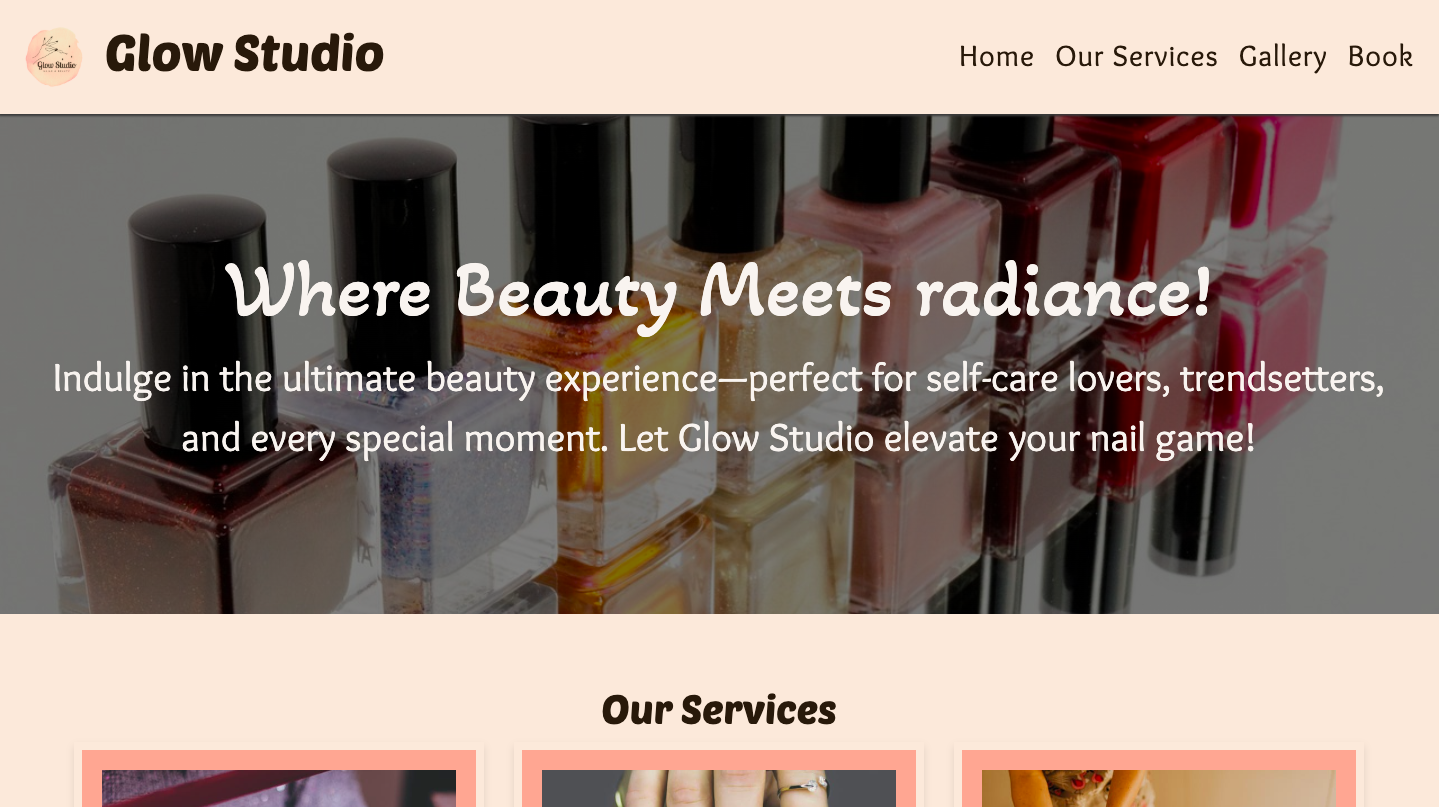 Glow Studio
Glow Studio
Home Our Services Gallery Book
Where Beauty Meets radiance!
Indulge in the ultimate beauty experience—perfect for self-care lovers, trendsetters,
and every special moment. Let Glow Studio elevate your nail game!
Our Services